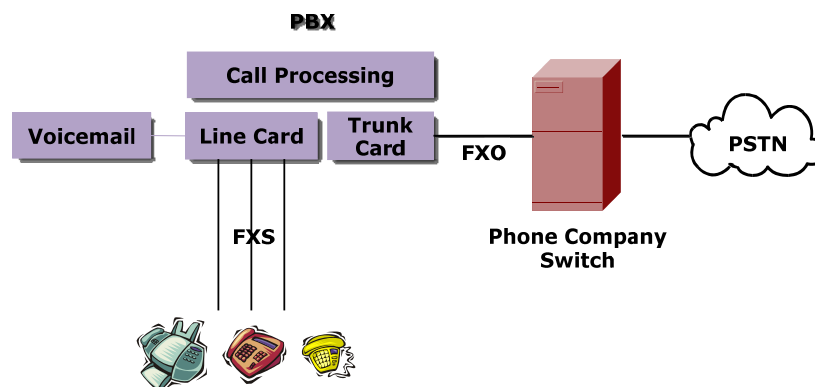 PBX
Call Processing
Voicemail
Line Card
Trunk
Card
FXO
PSTN
FXS
Phone Company
Switch